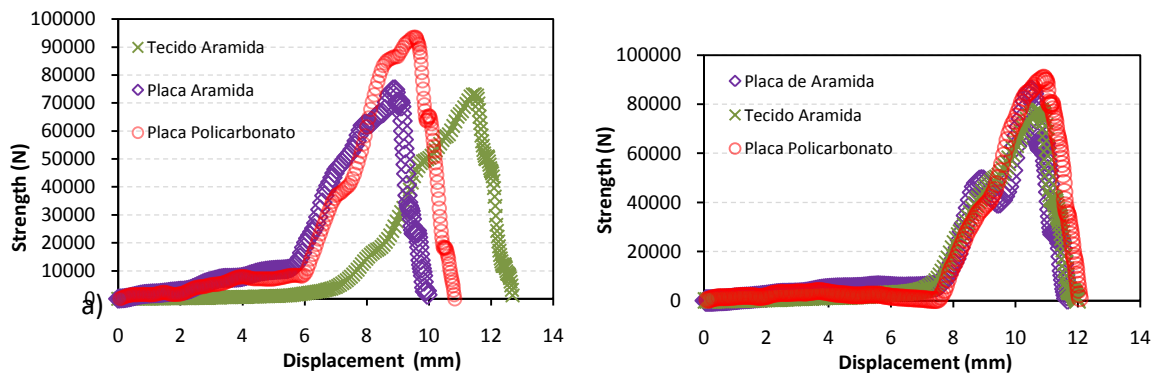 100000
90000
80000
70000
60000
50000
40000
30000
20000
10000
0
Strength (N)
Tecido Aramida
Placa Aramida
Placa Policarbonato
a)
0 2 4 6 8 10 12 14
Displacement (mm)
100000
80000
60000
40000
20000
0
Strength (N)
Placa de Aramida
Tecido Aramida
Placa Policarbonato
0 2 4 6 8 10 12 14
Displacement (mm)